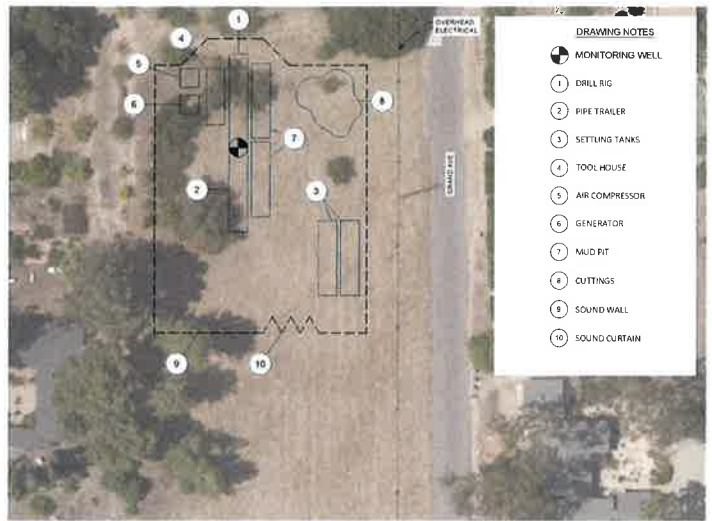 1
OVERHEAD
ELECTRICAL
4
5
6
8
7
GRAND AVE
2
3
9
10
DRAWING NOTES
MONITORING WELL
1 DRILL RIG
2 PIPE TRAILER
3 SETTLING TANKS
4 TOOL HOUSE
5 AIR COMPRESSOR
6 GENERATOR
7 MUD PIT
8 CUTTINGS
9 SOUND WALL
10 SOUND CURTAIN